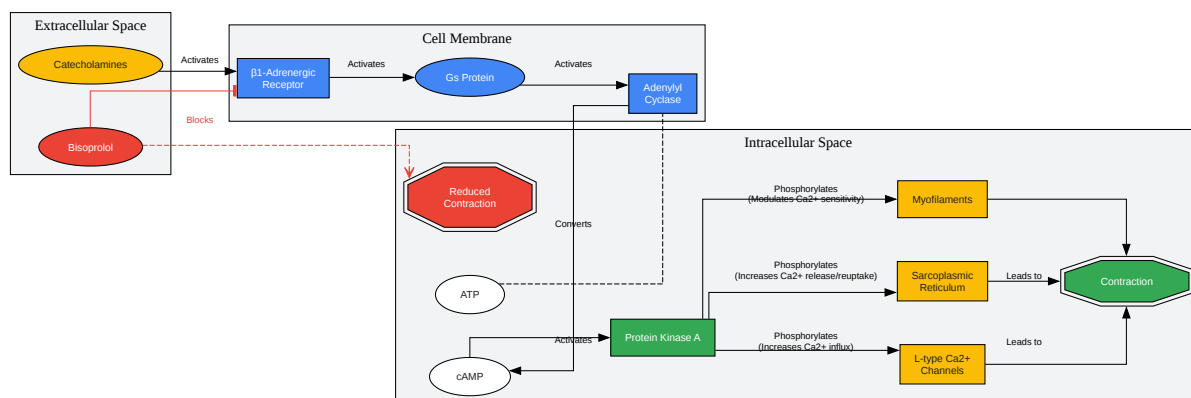 Extracellular Space
Catecholamines
Activates
Bisoprolol
Blocks
Cell Membrane
β1-Adrenergic
Receptor
Activates
Gs Protein
Activates
Adenylyl
Cyclase
Intracellular Space
Reduced
Contraction
Converts
ATP
cAMP
Activates
Protein Kinase A
Phosphorylates
(Modulates Ca2+ sensitivity)
Myofilaments
Phosphorylates
(Increases Ca2+ release/reuptake)
Sarcoplasmic
Reticulum
Leads to
Contraction
Phosphorylates
(Increases Ca2+ influx)
L-type Ca2+
Channels
Leads to